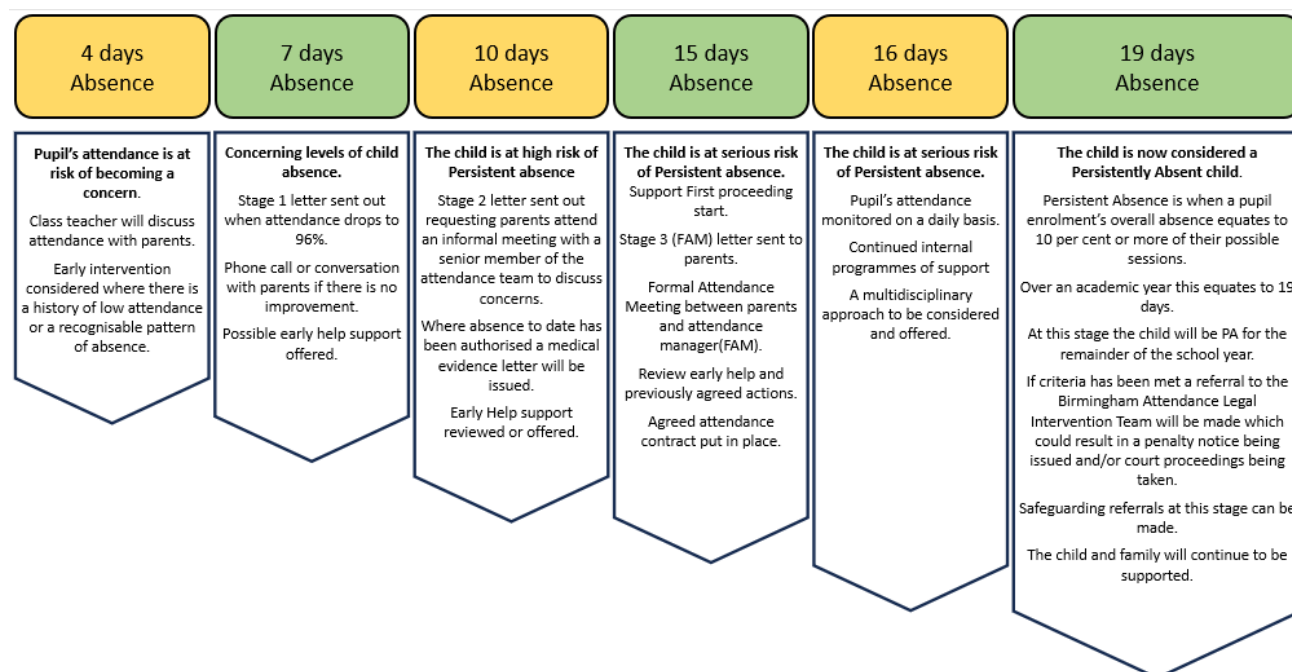 4 days
Absence
7 days
Absence
10 days
Absence
15 days
Absence
16 days
Absence
19 days
Absence
Pupil’s attendance is at
risk of becoming a
concern.
Class teacher will discuss
attendance with parents.
Early intervention
considered where there is
a history of low attendance
or a recognisable pattern
of absence.
Concerning levels of child
absence.
Stage 1 letter sent out
when attendance drops to
96%.
Phone call or conversation
with parents if there is no
improvement.
Possible early help support
offered.
The child is at high risk of
Persistent absence
Stage 2 letter sent out
requesting parents attend
an informal meeting with a
senior member of the
attendance team to discuss
concerns.
Where absence to date has
been authorised a medical
evidence letter will be
issued.
Early Help support
reviewed or offered.
The child is at serious risk
of Persistent absence.
Support First proceeding
start.
Stage 3 (FAM) letter sent to
parents.
Formal Attendance
Meeting between parents
and attendance
manager(FAM).
Review early help and
previously agreed actions.
Agreed attendance
contract put in place.
The child is at serious risk
of Persistent absence.
Pupil’s attendance
monitored on a daily basis.
Continued internal
programmes of support
A multidisciplinary
approach to be considered
and offered.
The child is now considered a
Persistently Absent child.
Persistent Absence is when a pupil
enrolment’s overall absence equates to
10 per cent or more of their possible
sessions.
Over an academic year this equates to 19
days.
At this stage the child will be PA for the
remainder of the school year.
If criteria has been met a referral to the
Birmingham Attendance Legal
Intervention Team will be made which
could result in a penalty notice being
issued and/or court proceedings being
taken.
Safeguarding referrals at this stage can be
made.
The child and family will continue to be
supported.